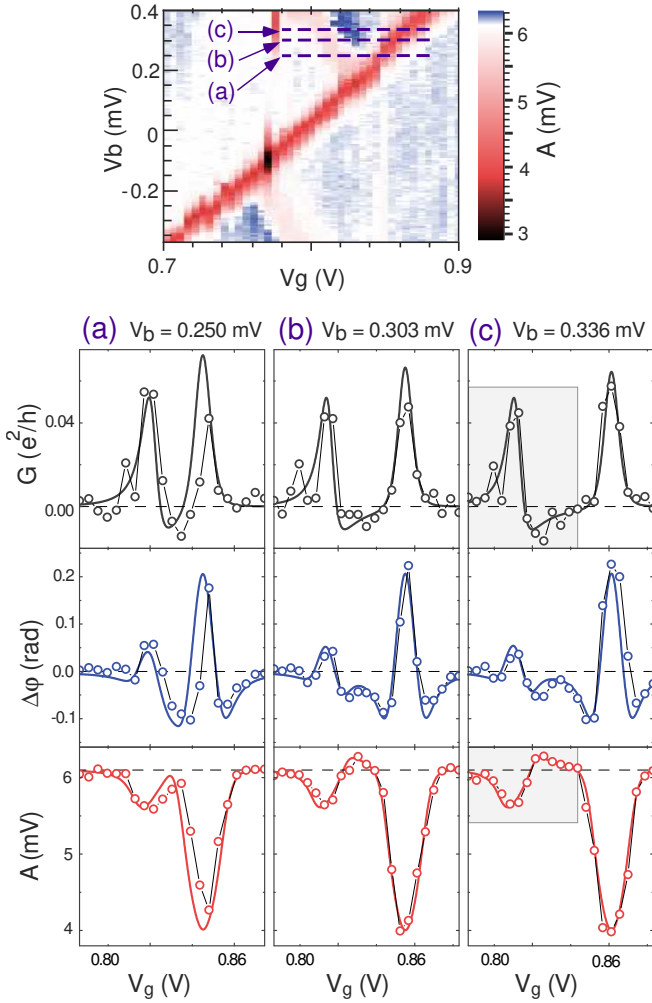 0.4
0.2
0
-0.2
Vb (mV)
(c)
(b)
(a)
0.7
0.9
Vg (V)
6
5
4
3
A (mV)
(a) Vb = 0.250 mV
(b) Vb = 0.303 mV
(c) Vb = 0.336 mV
G (e²/h)
0.04
0.00
Δφ (rad)
0.2
0.1
0.0
-0.1
A (mV)
6
5
4
0.80
0.86
0.80
0.86
0.80
0.86
Vg (V)
Vg (V)
Vg (V)